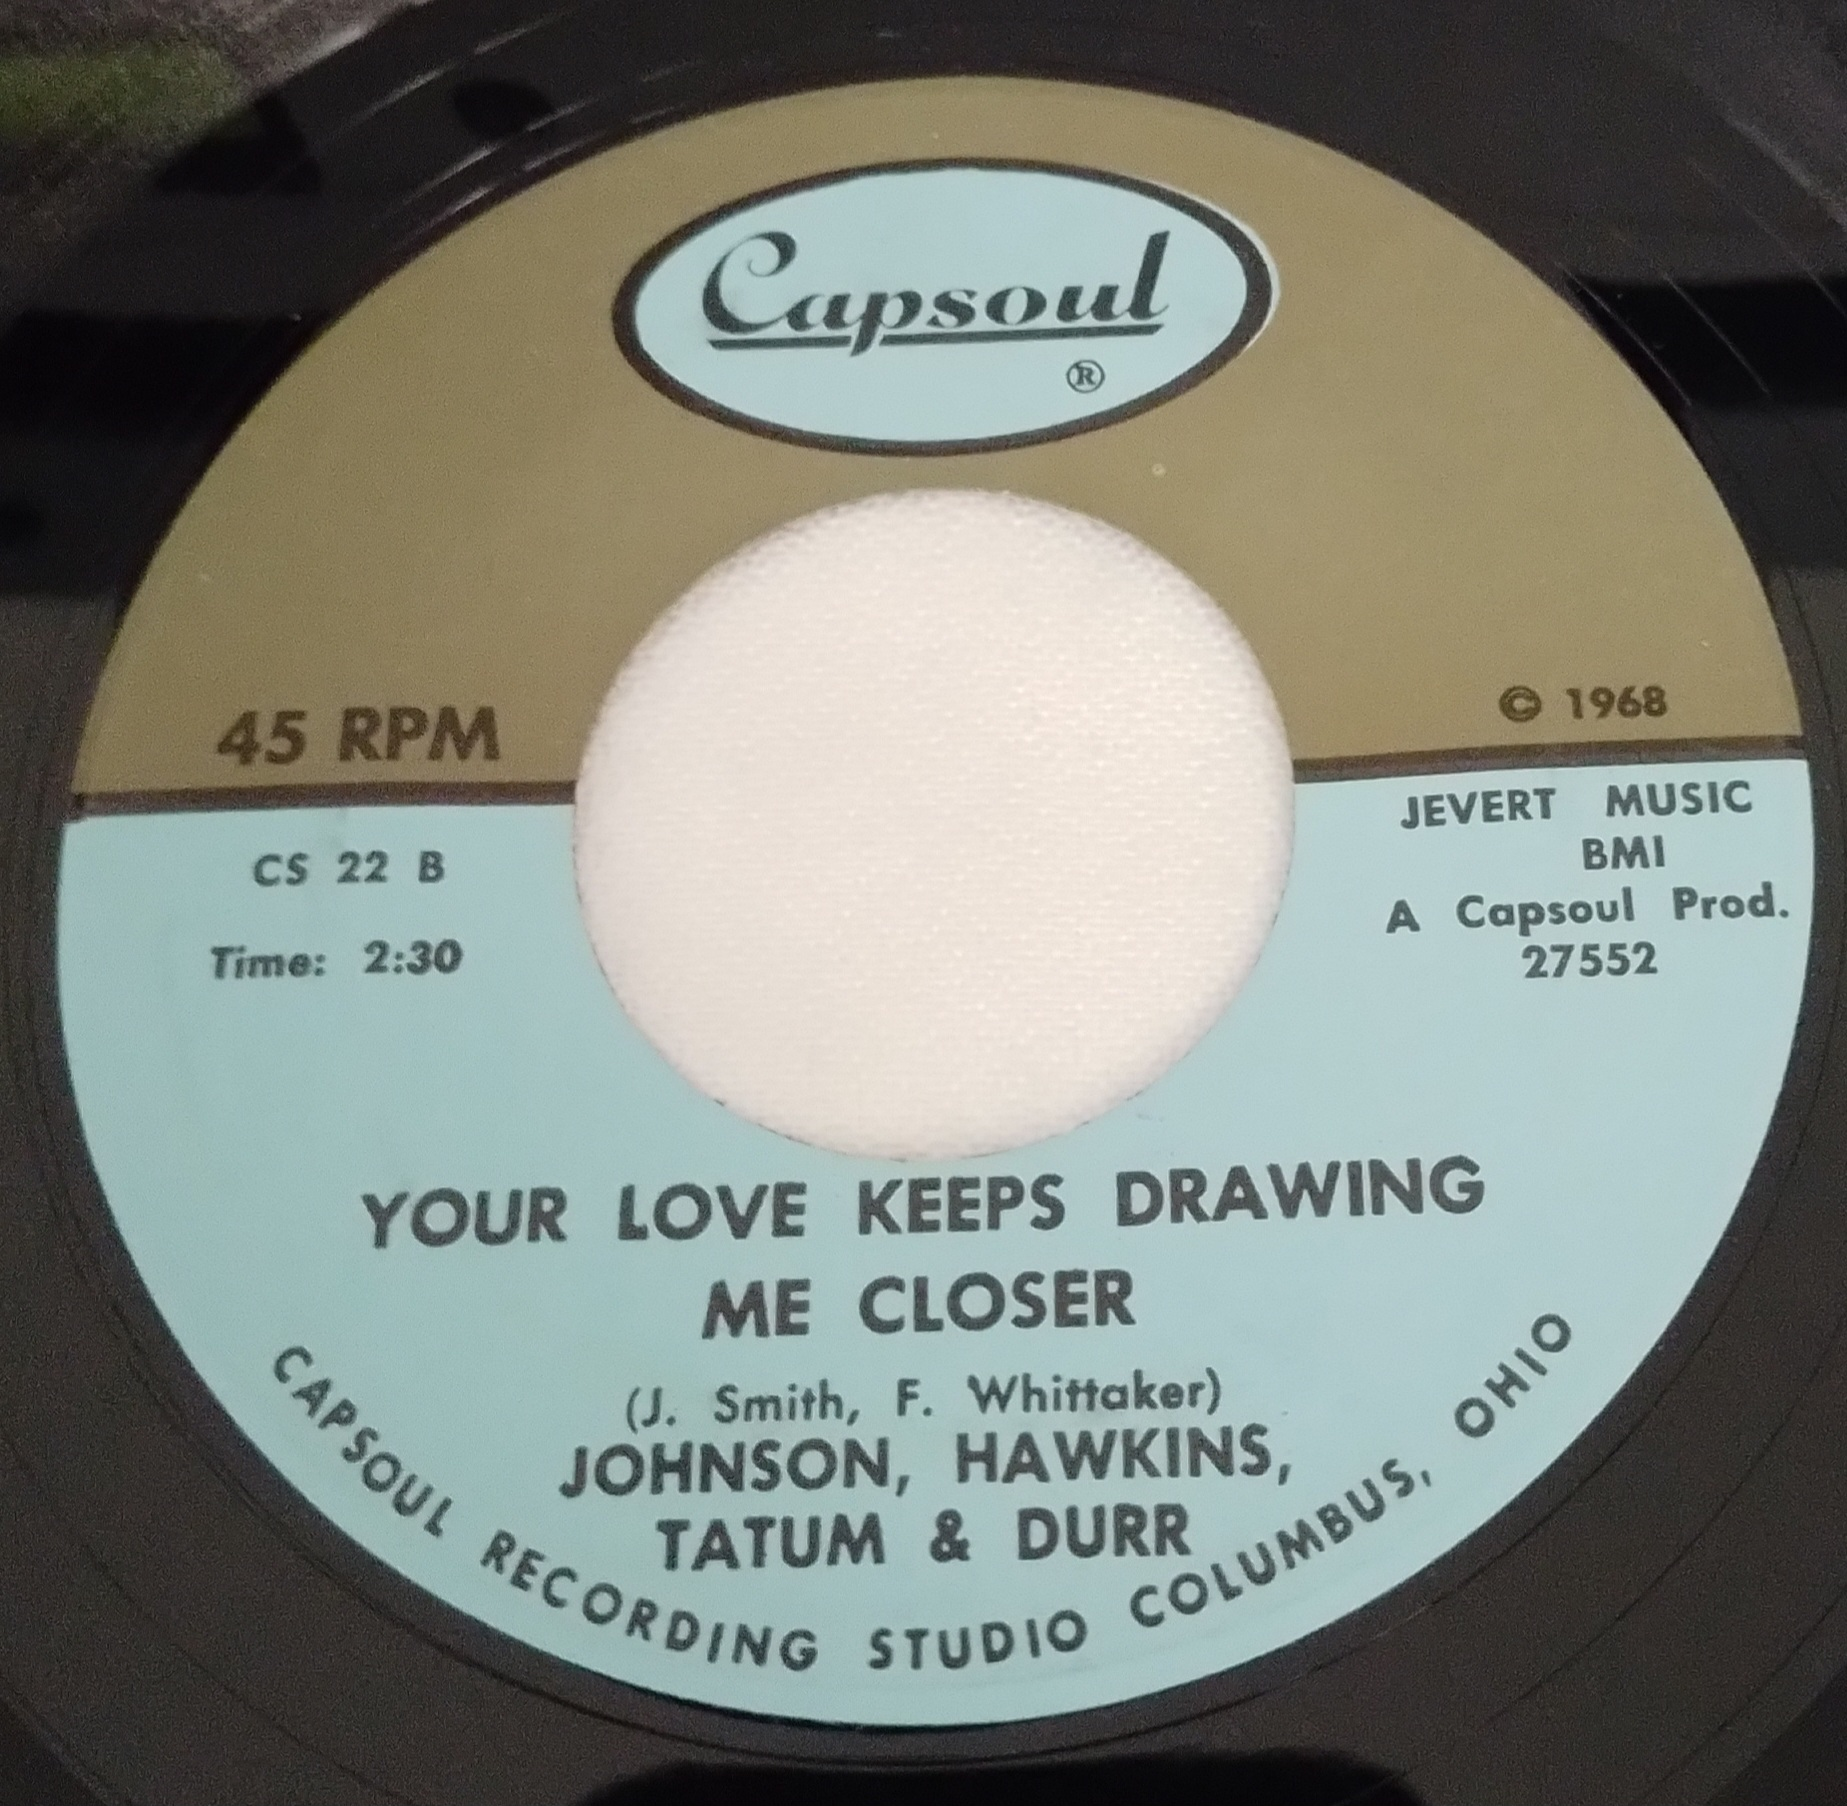 Capsoul
®
45 RPM
© 1968
CS 22 B
Time: 2:30
JEVERT MUSIC
BMI
A Capsoul Prod.
27552
YOUR LOVE KEEPS DRAWING
ME CLOSER
(J. Smith, F. Whittaker)
JOHNSON, HAWKINS,
TATUM & DURR
CAPSOUL RECORDING STUDIO COLUMBUS, OHIO